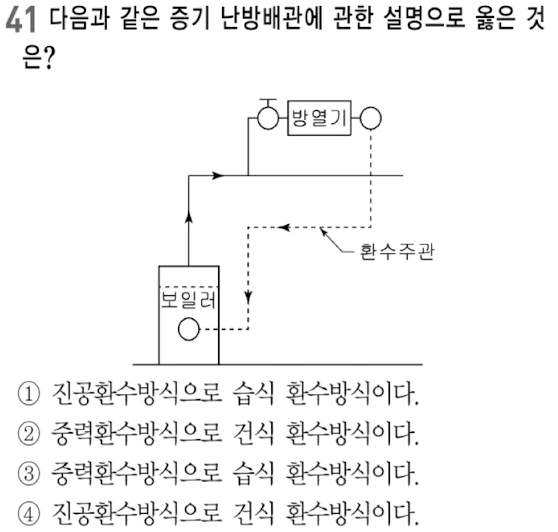 41 다음과 같은 증기 난방배관에 관한 설명으로 옳은 것
은?
방열기
환수주관
보일러
① 진공환수방식으로 습식 환수방식이다.
② 중력환수방식으로 건식 환수방식이다.
③ 중력환수방식으로 습식 환수방식이다.
④ 진공환수방식으로 건식 환수방식이다.